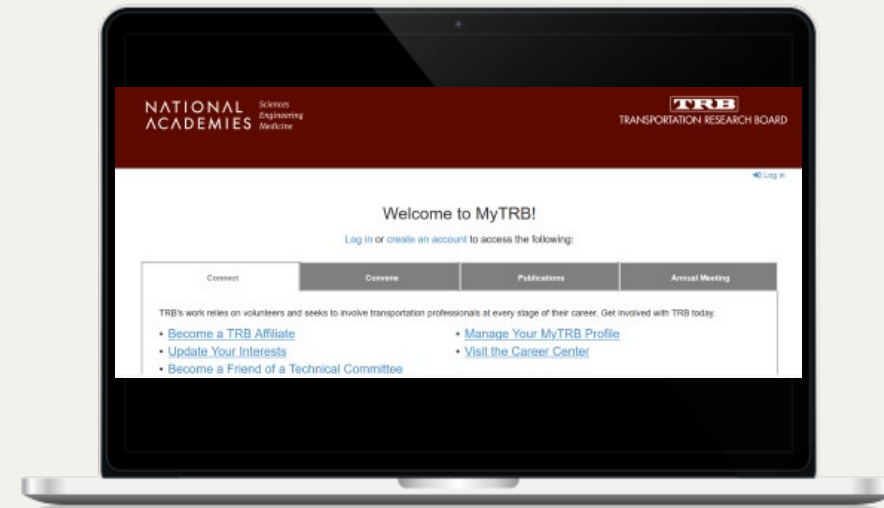 NATIONAL ACADEMIES
Sciences
Engineering
Medicine
TRB
TRANSPORTATION RESEARCH BOARD
Log in
Welcome to MyTRB!
Log in or create an account to access the following:
Connect Convene Publications Annual Meeting
TRB's work relies on volunteers and seeks to involve transportation professionals at every stage of their career. Get involved with TRB today.
• Become a TRB Affiliate
• Update Your Interests
• Become a Friend of a Technical Committee
• Manage Your MyTRB Profile
• Visit the Career Center